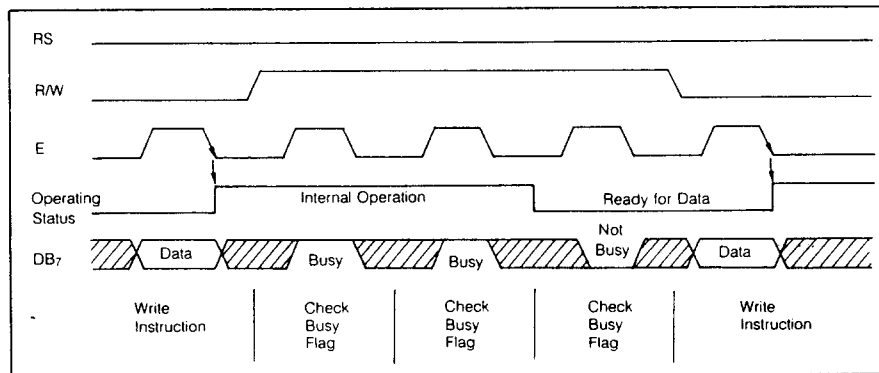 RS
R/W
E
Operating
Status
Internal Operation
Ready for Data
DB7
Data
Busy
Busy
Not
Busy
Data
Write
Instruction
Check
Busy
Flag
Check
Busy
Flag
Check
Busy
Flag
Write
Instruction